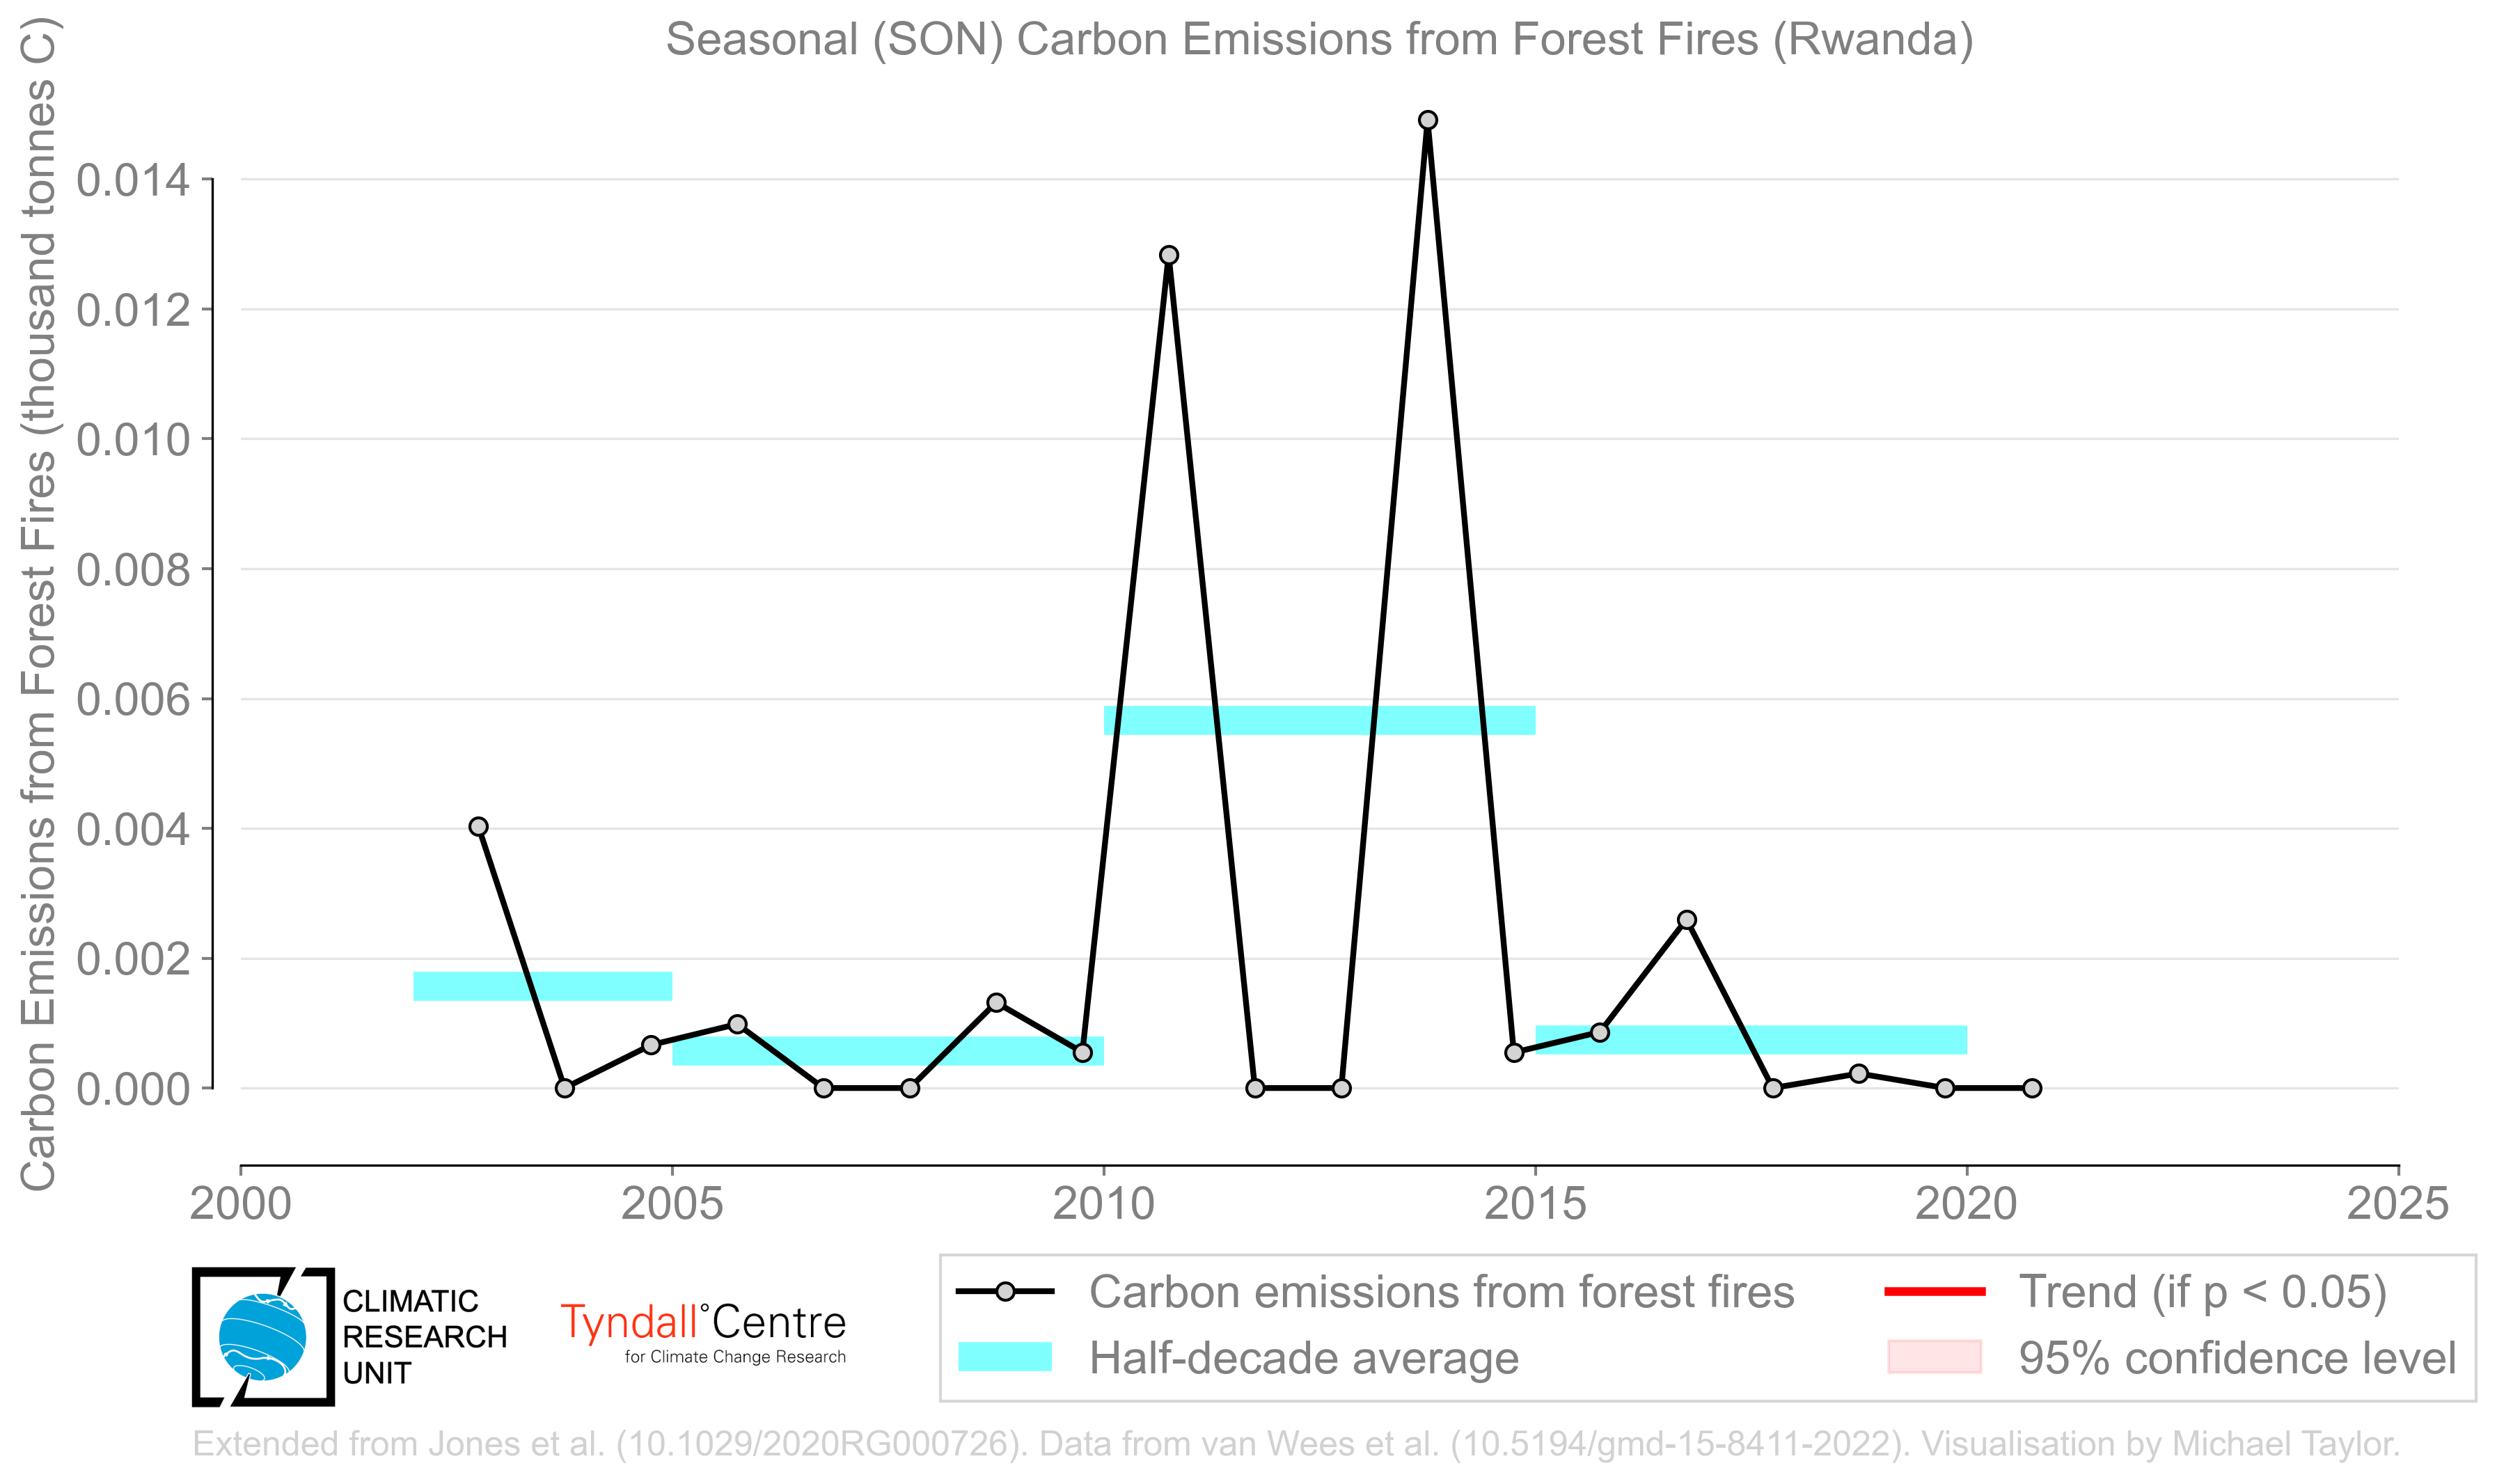 Seasonal (SON) Carbon Emissions from Forest Fires (Rwanda)
Carbon Emissions from Forest Fires (thousand tonnes C)
0.014
0.012
0.010
0.008
0.006
0.004
0.002
0.000
2000 2005 2010 2015 2020 2025
CLIMATIC
RESEARCH
UNIT
Tyndall°Centre
for Climate Change Research
Carbon emissions from forest fires
Half-decade average
Trend (if p < 0.05)
95% confidence level
Extended from Jones et al. (10.1029/2020RG000726). Data from van Wees et al. (10.5194/gmd-15-8411-2022). Visualisation by Michael Taylor.